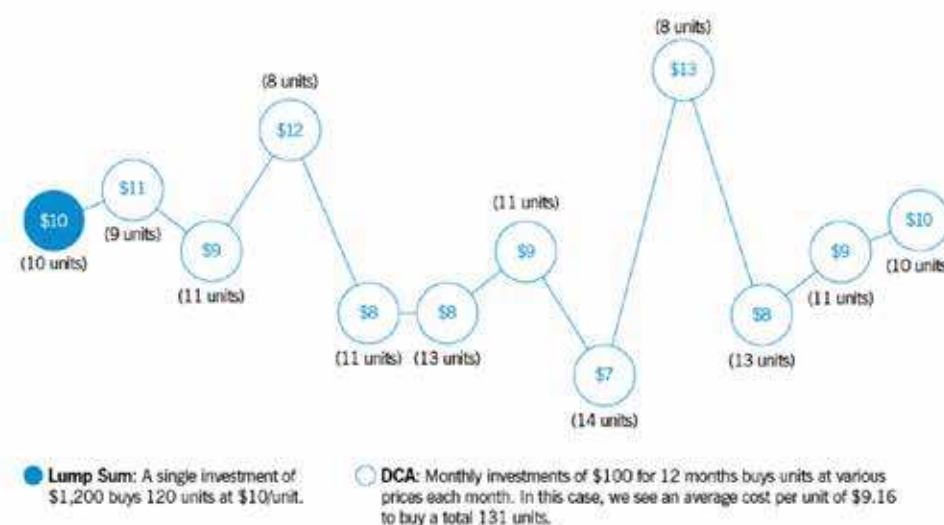 (8 units)
$13
(8 units)
$12
$11
(9 units)
$10
(10 units)
$9
(11 units)
$8
(11 units)
$8
(13 units)
(11 units)
$9
$7
(14 units)
$8
(13 units)
$9
(11 units)
$10
(10 units
Lump Sum: A single investment of
$1,200 buys 120 units at $10/unit.
DCA: Monthly investments of $100 for 12 months buys units at various
prices each month. In this case, we see an average cost per unit of $9.16
to buy a total 131 units.